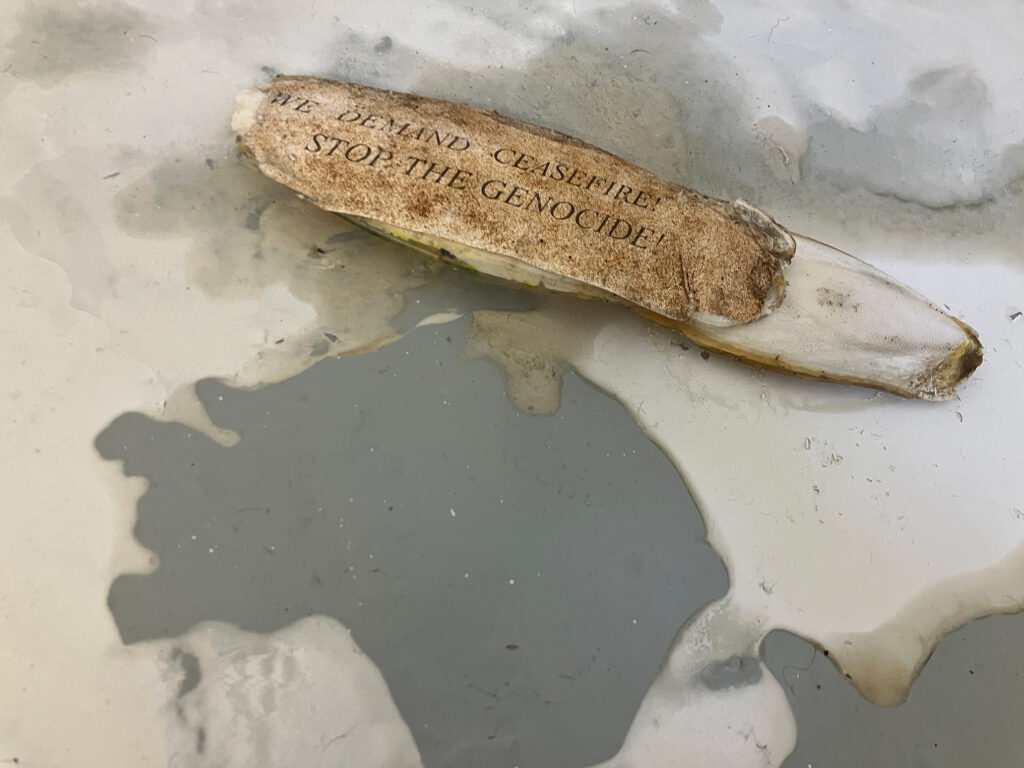 WE DEMAND CEASEFIRE!
STOP THE GENOCIDE!